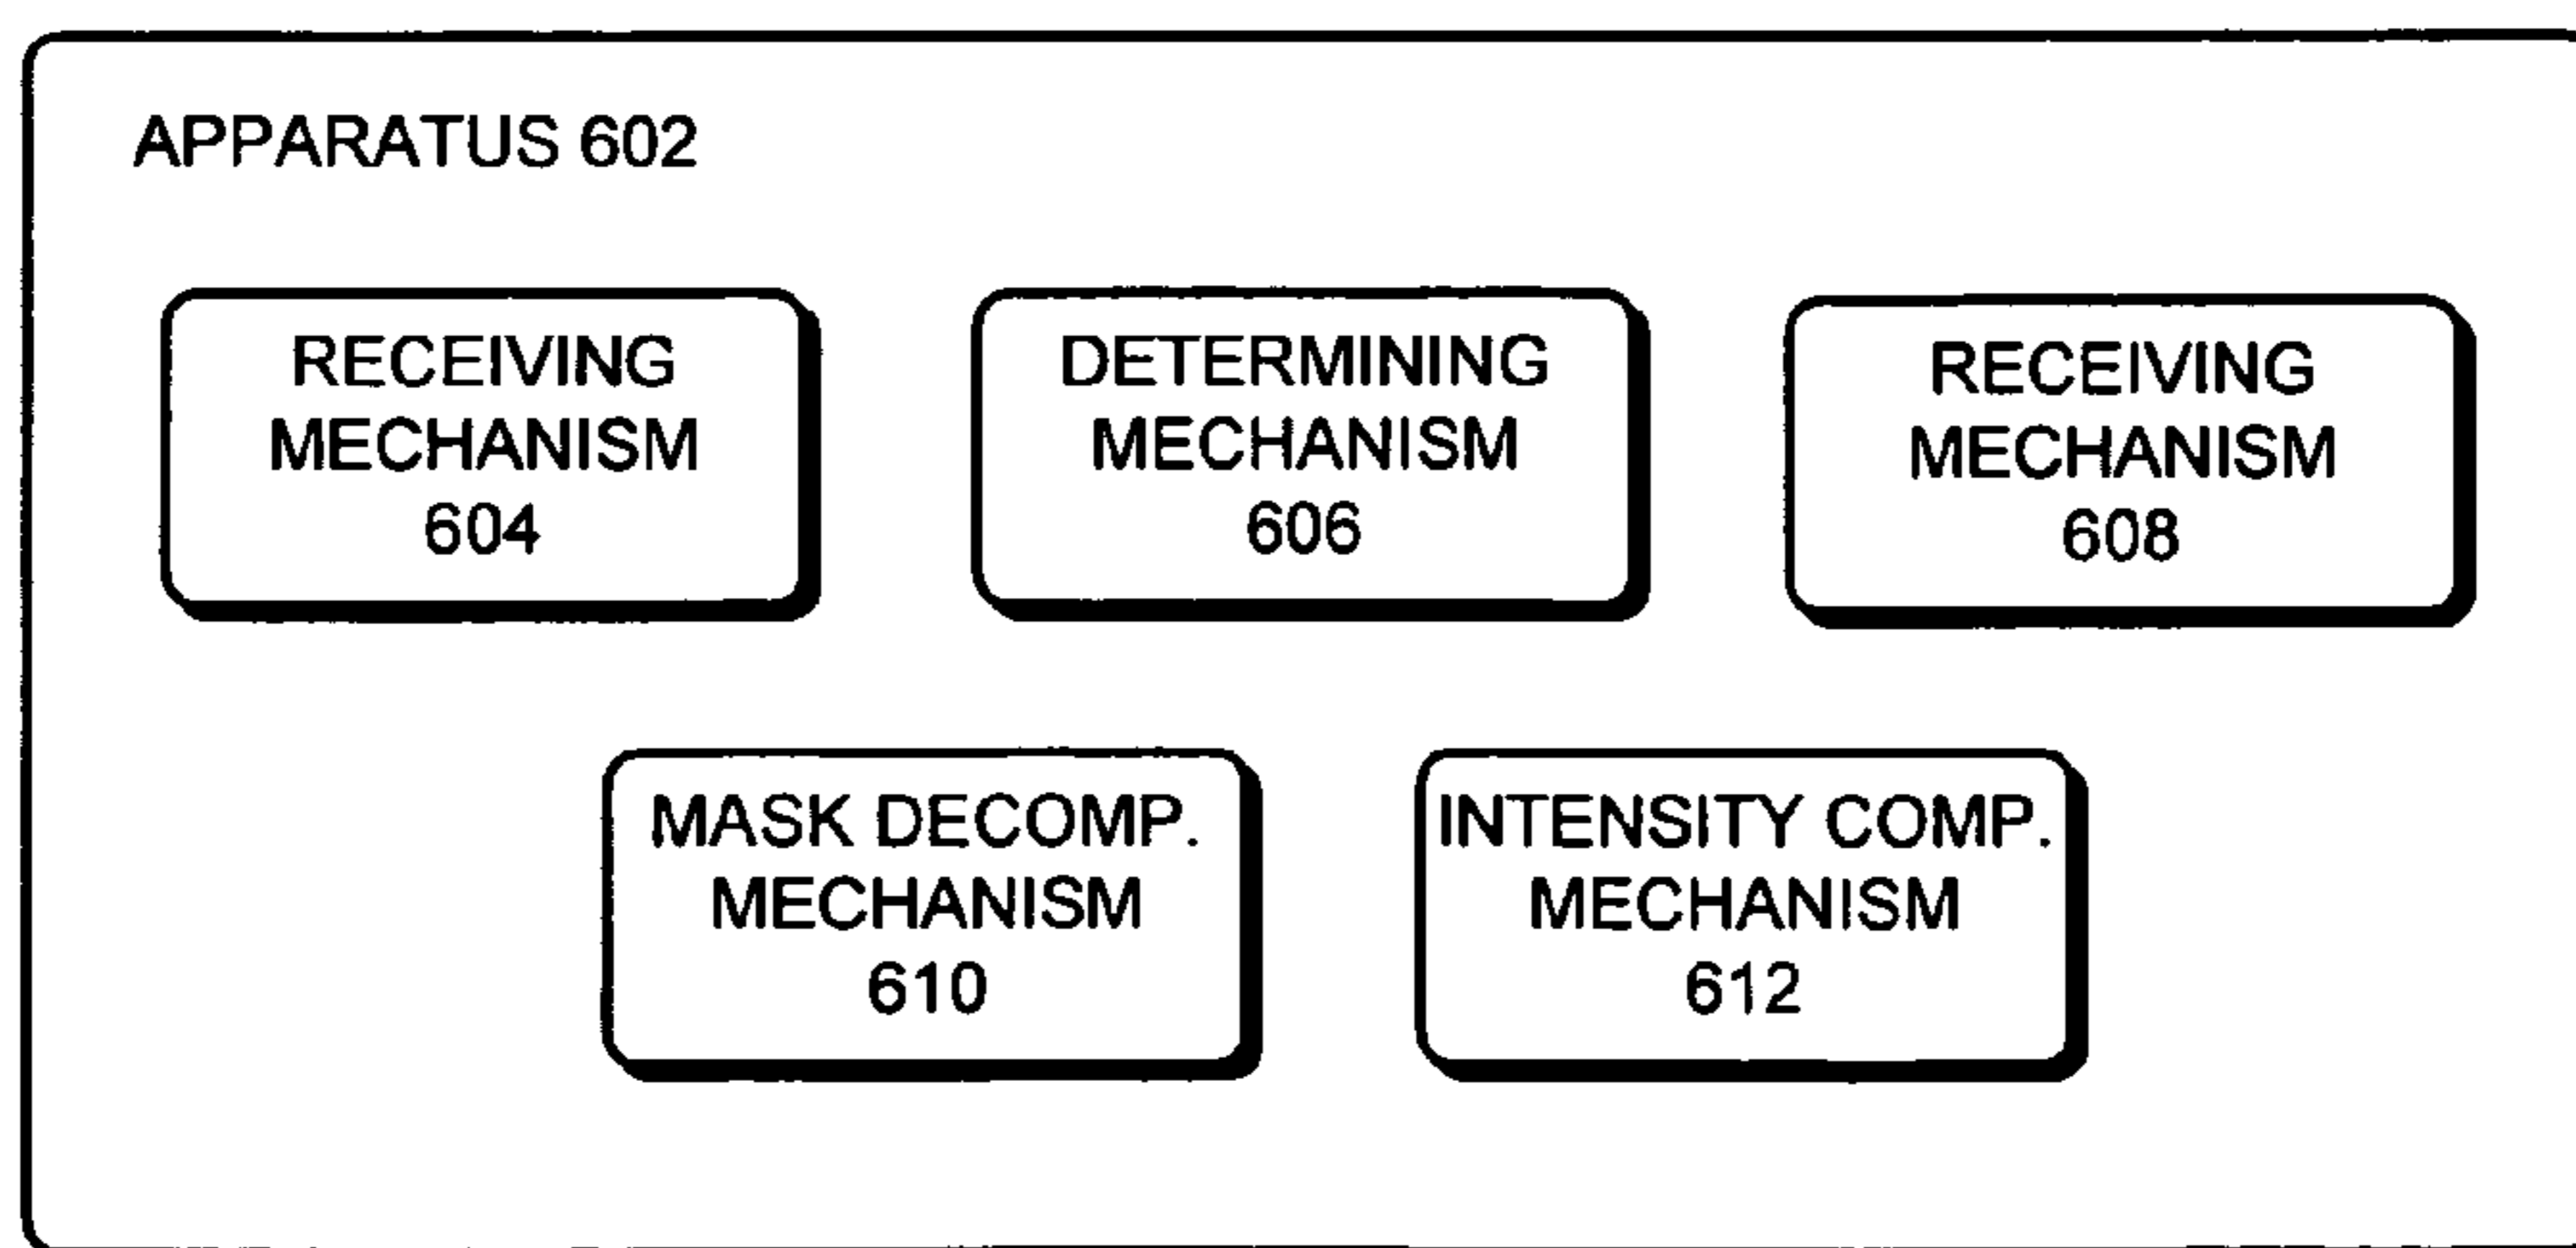 APPARATUS 602
RECEIVING
MECHANISM
604
DETERMINING
MECHANISM
606
RECEIVING
MECHANISM
608
MASK DECOMP.
MECHANISM
610
INTENSITY COMP.
MECHANISM
612